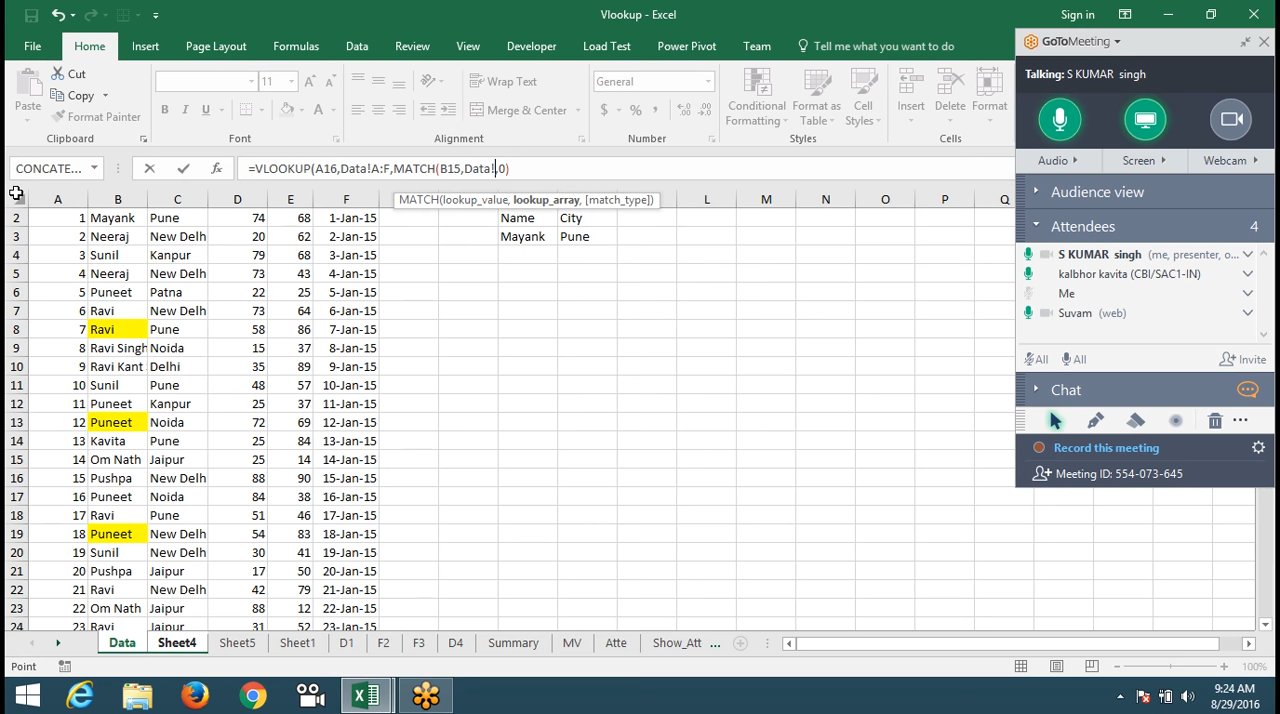 Vlookup - Excel
Sign in
File Home Insert Page Layout Formulas Data Review View Developer Load Test Power Pivot Team Tell me what you want to do
Cut
Copy
Format Painter
Paste
Clipboard
11
B I U
Font
Wrap Text
Merge & Center
Alignment
General
$ % ,
Number
Conditional Formatting
Format as Table
Cell Styles
Styles
Insert Delete Format
CONCATE...
=VLOOKUP(A16,Data!A:F,MATCH(B15,Data!,0)
MATCH(lookup_value, lookup_array, [match_type])
A B C D E F L M N O P Q
2 1 Mayank Pune 74 68 1-Jan-15 Name City
3 2 Neeraj New Delh 20 62 2-Jan-15 Mayank Pune
4 3 Sunil Kanpur 79 68 3-Jan-15
5 4 Neeraj New Delh 73 43 4-Jan-15
6 5 Puneet Patna 22 25 5-Jan-15
7 6 Ravi New Delh 73 64 6-Jan-15
8 7 Ravi Pune 58 86 7-Jan-15
9 8 Ravi Singh Noida 15 37 8-Jan-15
10 9 Ravi Kant Delhi 35 89 9-Jan-15
11 10 Sunil Pune 48 57 10-Jan-15
12 11 Puneet Kanpur 25 37 11-Jan-15
13 12 Puneet Noida 72 69 12-Jan-15
14 13 Kavita Pune 25 84 13-Jan-15
15 14 Om Nath Jaipur 25 14 14-Jan-15
16 15 Pushpa New Delh 88 90 15-Jan-15
17 16 Puneet Noida 84 38 16-Jan-15
18 17 Ravi Pune 51 46 17-Jan-15
19 18 Puneet New Delh 54 83 18-Jan-15
20 19 Sunil New Delh 30 41 19-Jan-15
21 20 Pushpa Jaipur 17 50 20-Jan-15
22 21 Ravi New Delh 42 79 21-Jan-15
23 22 Om Nath Jaipur 88 12 22-Jan-15
24 23 Ravi Jaipur 31 52 23-Jan-15
Data Sheet4 Sheet5 Sheet1 D1 F2 F3 D4 Summary MV Atte Show_Att ...
Point
100%
GoToMeeting
Talking: S KUMAR singh
Audio Screen Webcam
Audience view
Attendees 4
S KUMAR singh (me, presenter, o...
kalbhor kavita (CBI/SAC1-IN)
Me
Suvam (web)
All All Invite
Chat
Record this meeting
Meeting ID: 554-073-645
9:24 AM
8/29/2016